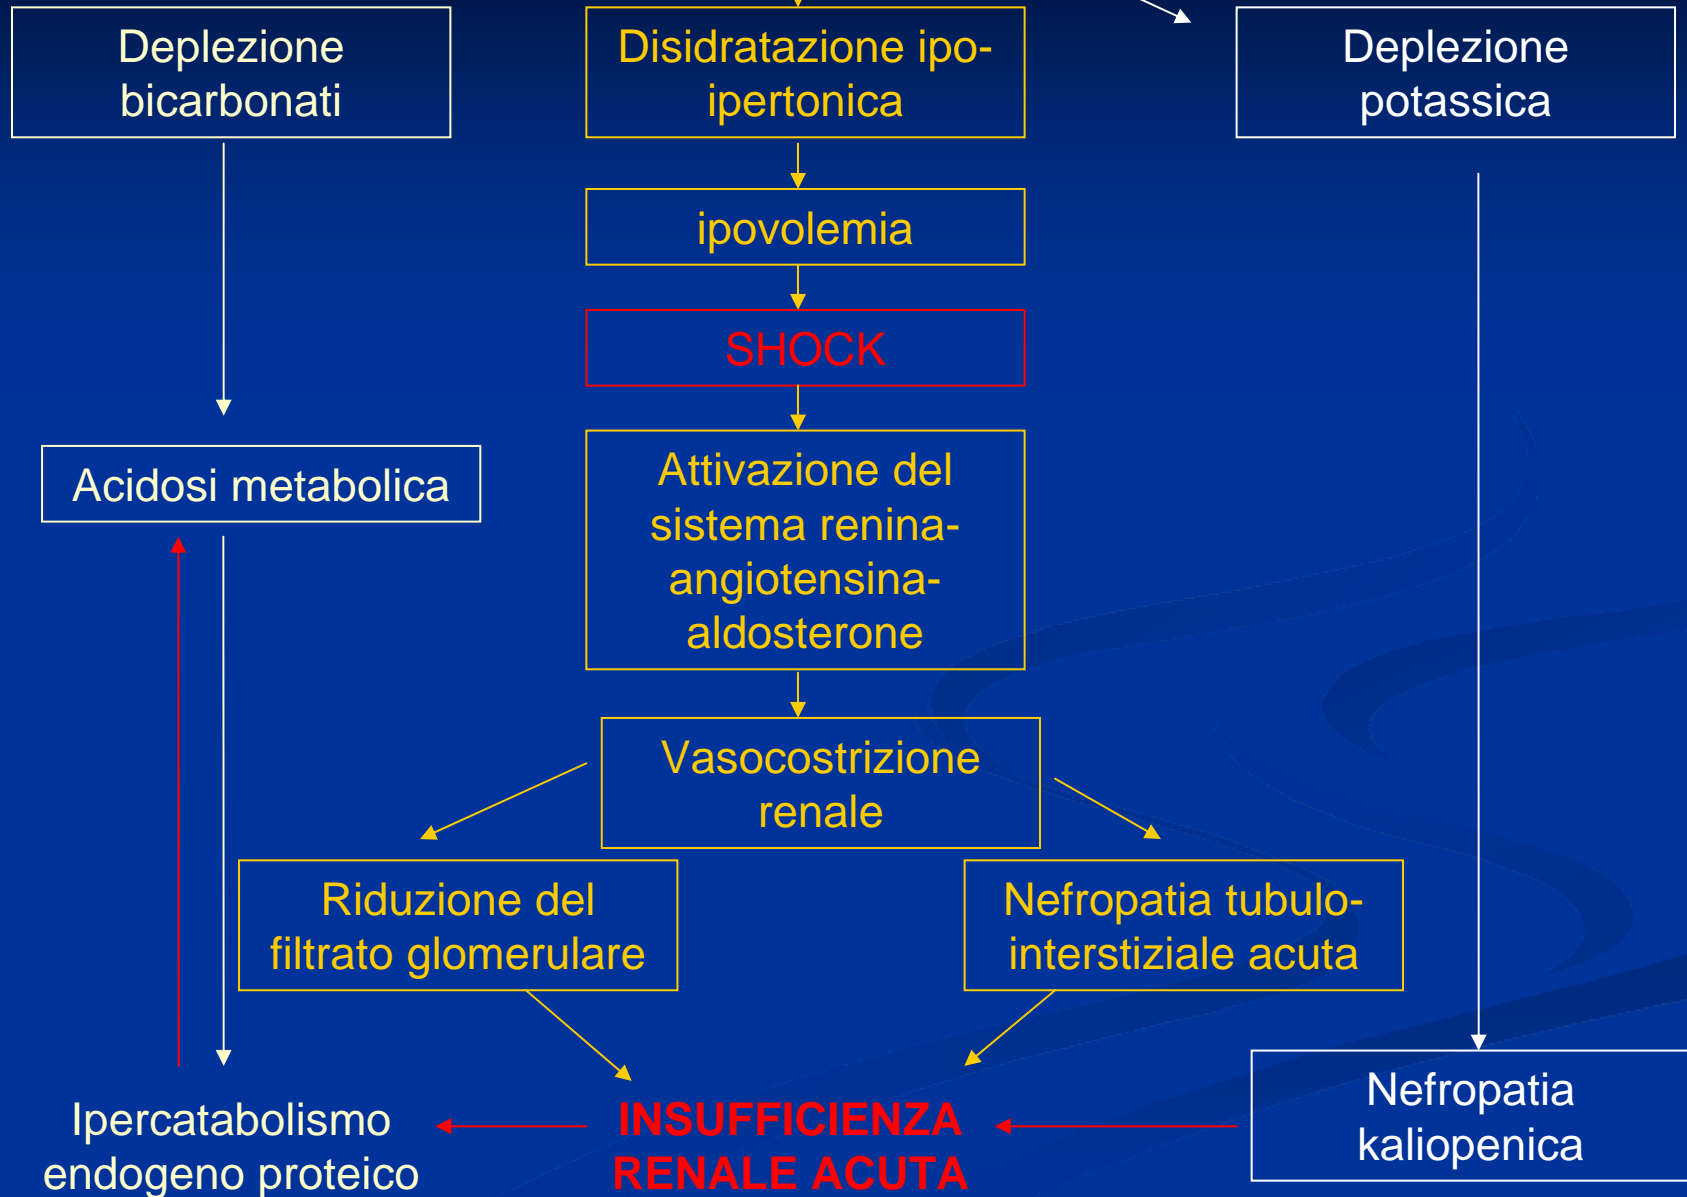 Deplezione
bicarbonati
Disidratazione ipo-
ipertonica
Deplezione
potassica
ipovolemia
SHOCK
Acidosi metabolica
Attivazione del
sistema renina-
angiotensina-
aldosterone
Vasocostrizione
renale
Riduzione del
filtrato glomerulare
Nefropatia tubulo-
interstiziale acuta
Ipercatabolismo
endogeno proteico
INSUFFICIENZA
RENALE ACUTA
Nefropatia
kaliopenica